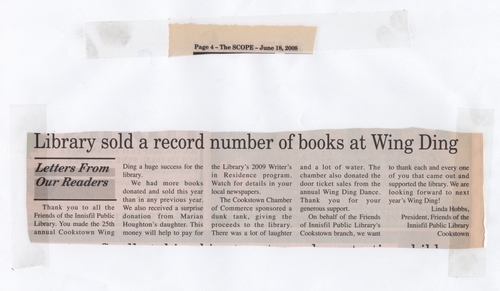 Page 4 – The SCOPE – June 18, 2008
Library sold a record number of books at Wing Ding
Letters From
Our Readers
Thank you to all the
Friends of the Innisfil Public
Library. You made the 25th
annual Cookstown Wing
Ding a huge success for the
library.
We had more books
donated and sold this year
than in any previous year.
We also received a surprise
donation from Marian
Houghton's daughter. This
money will help to pay for
the Library's 2009 Writer's
in Residence program.
Watch for details in your
local newspapers.
The Cookstown Chamber
of Commerce sponsored a
dunk tank, giving the
proceeds to the library.
There was a lot of laughter
and a lot of water. The
chamber also donated the
door ticket sales from the
annual Wing Ding Dance.
Thank you for your
generous support.
On behalf of the Friends
of Innisfil Public Library's
Cookstown branch, we want
to thank each and every one
of you that came out and
supported the library. We are
looking forward to next
year's Wing Ding!
Linda Hobbs,
President, Friends of the
Innisfil Public Library
Cookstown